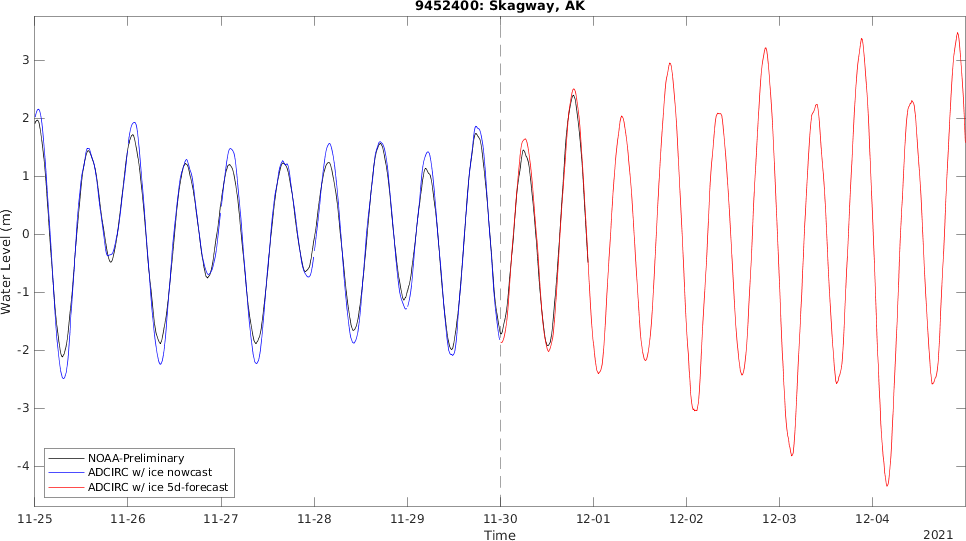 9452400: Skagway, AK
Water Level (m)
3
2
1
0
-1
-2
-3
-4
NOAA-Preliminary
ADCIRC w/ ice nowcast
ADCIRC w/ ice 5d-forecast
11-25 11-26 11-27 11-28 11-29 11-30 12-01 12-02 12-03 12-04
Time
2021